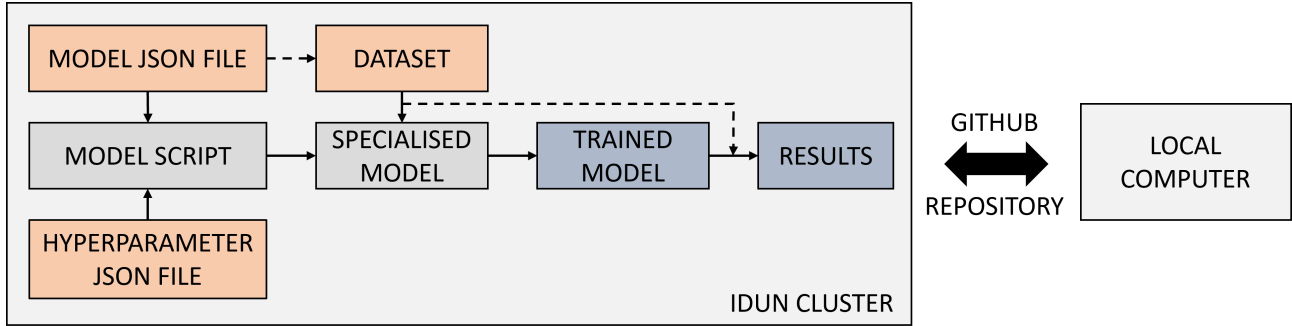 MODEL JSON FILE
DATASET
MODEL SCRIPT
SPECIALISED
MODEL
TRAINED
MODEL
RESULTS
HYPERPARAMETER
JSON FILE
IDUN CLUSTER
GITHUB
REPOSITORY
LOCAL
COMPUTER